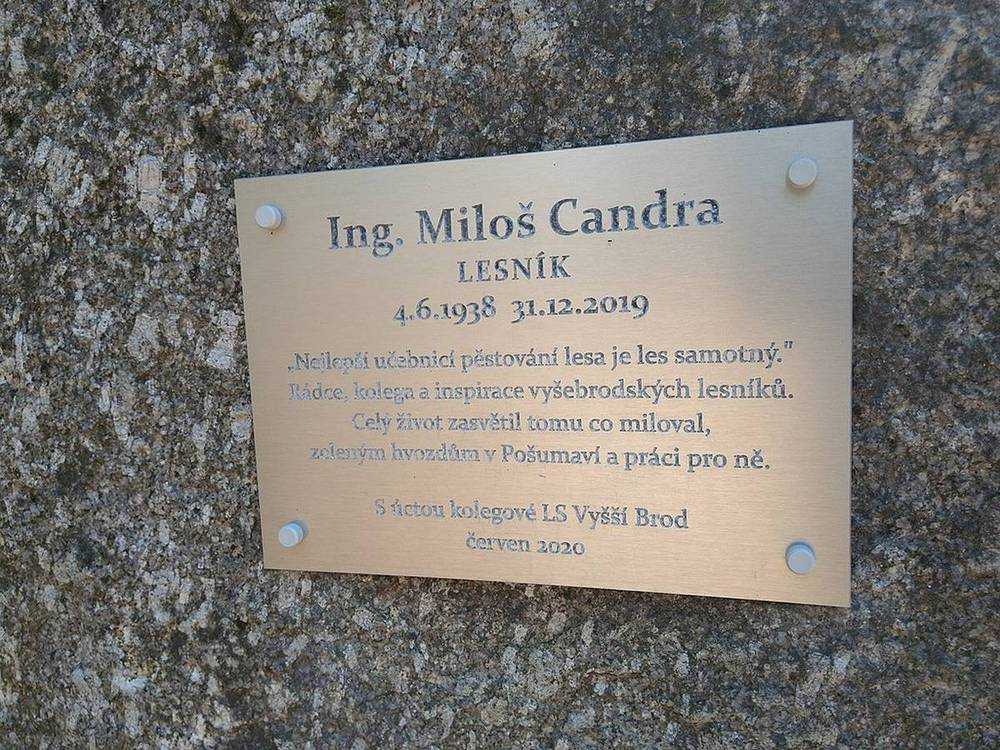 Ing. Miloš Candra
LESNÍK
4.6.1938 31.12.2019
„Nejlepší učebnicí pěstování lesa je les samotný."
Rádce, kolega a inspirace vyšebrodských lesníků.
Celý život zasvětil tomu co miloval,
zeleným hvozdům v Pošumaví a práci pro ně.
S úctou kolegové LS Vyšší Brod
červen 2020